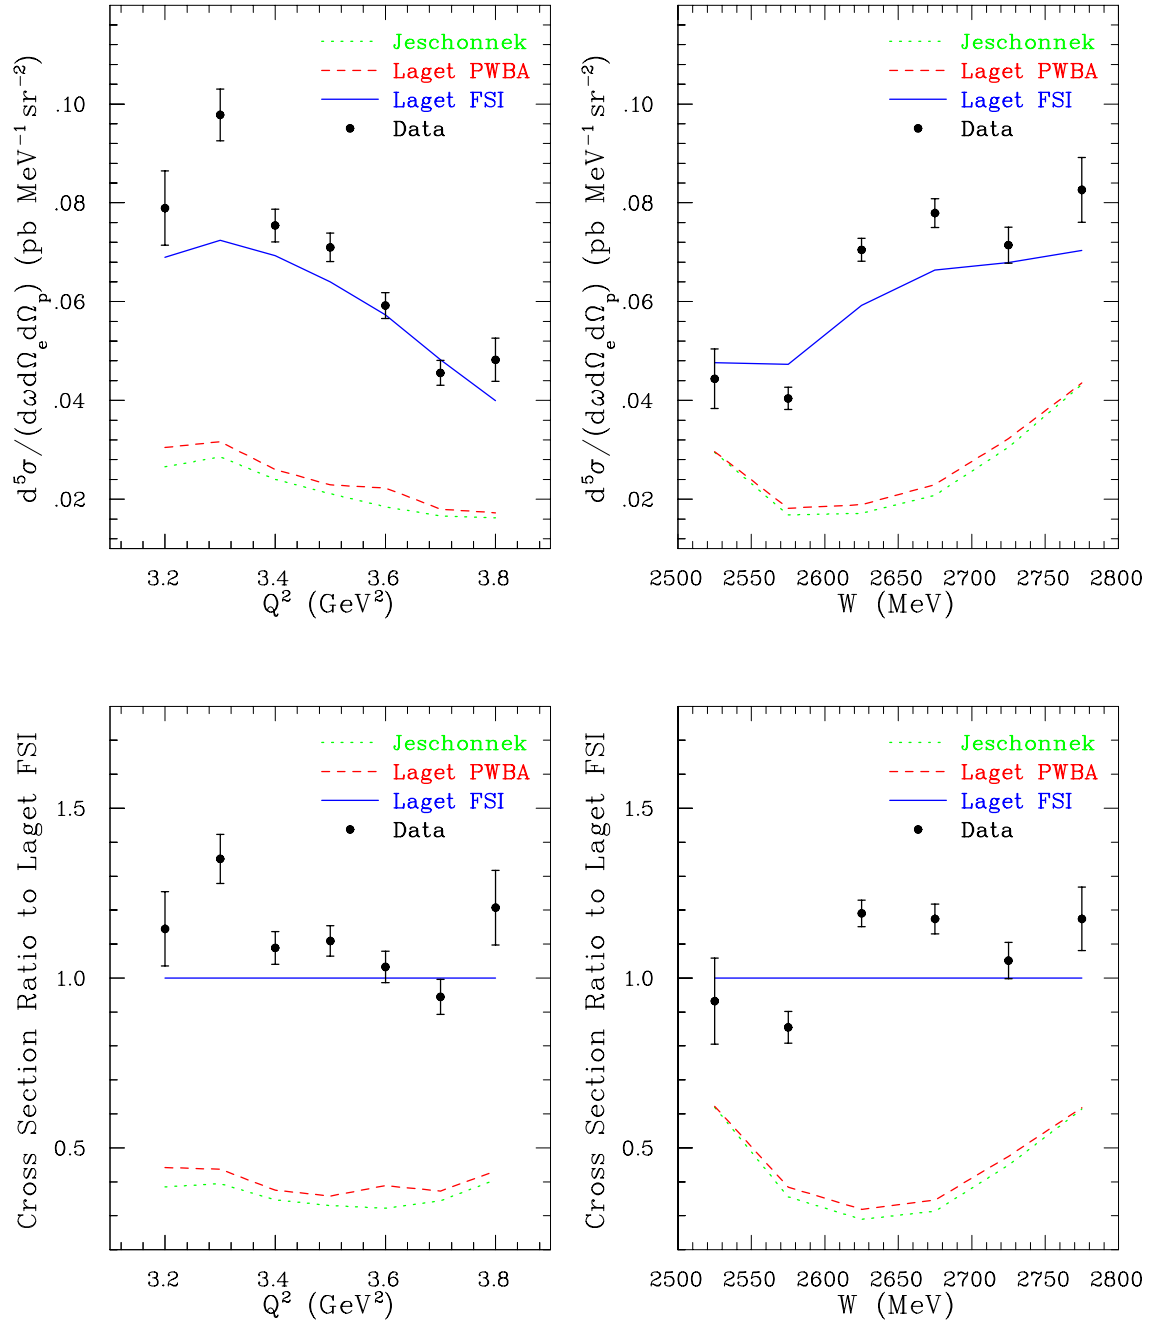 Jeschonnek
Laget PWBA
Laget FSI
Data
.10
.08
.06
.04
.02
d⁵σ/(dωdΩₑdΩₚ) (pb MeV⁻¹sr⁻²)
3.2 3.4 3.6 3.8
Q² (GeV²)
Jeschonnek
Laget PWBA
Laget FSI
Data
.10
.08
.06
.04
.02
d⁵σ/(dωdΩₑdΩₚ) (pb MeV⁻¹sr⁻²)
2500 2550 2600 2650 2700 2750 2800
W (MeV)
Jeschonnek
Laget PWBA
Laget FSI
Data
1.5
1.0
0.5
Cross Section Ratio to Laget FSI
3.2 3.4 3.6 3.8
Q² (GeV²)
Jeschonnek
Laget PWBA
Laget FSI
Data
1.5
1.0
0.5
Cross Section Ratio to Laget FSI
2500 2550 2600 2650 2700 2750 2800
W (MeV)